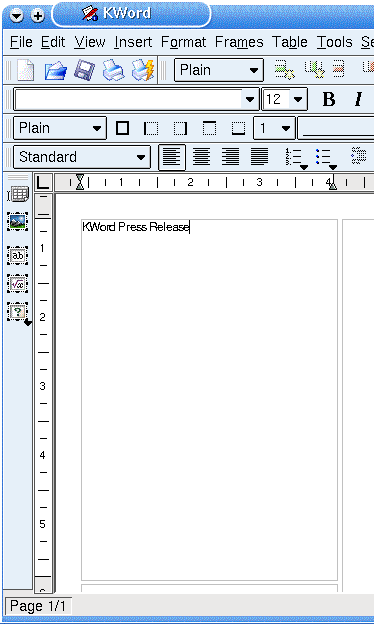 KWord
File Edit View Insert Format Frames Table Tools Se
Plain
12 B I
Plain 1
Standard
1 2 3 4
KWord Press Release
1
2
3
4
5
ab
√x
?
Page 1/1